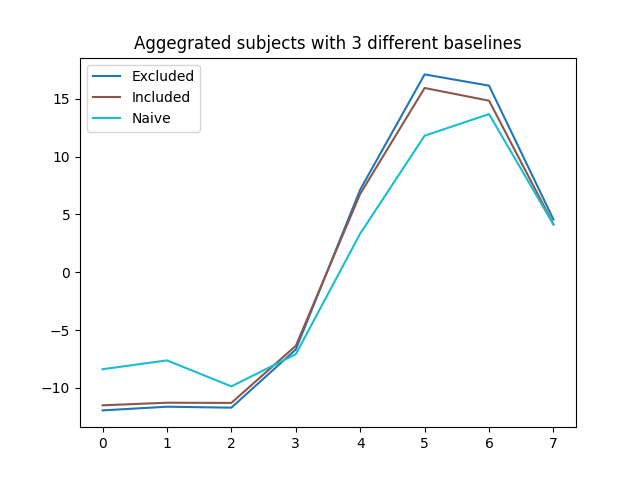 Aggegrated subjects with 3 different baselines
Excluded
Included
Naive
15
10
5
0
−5
−10
0 1 2 3 4 5 6 7